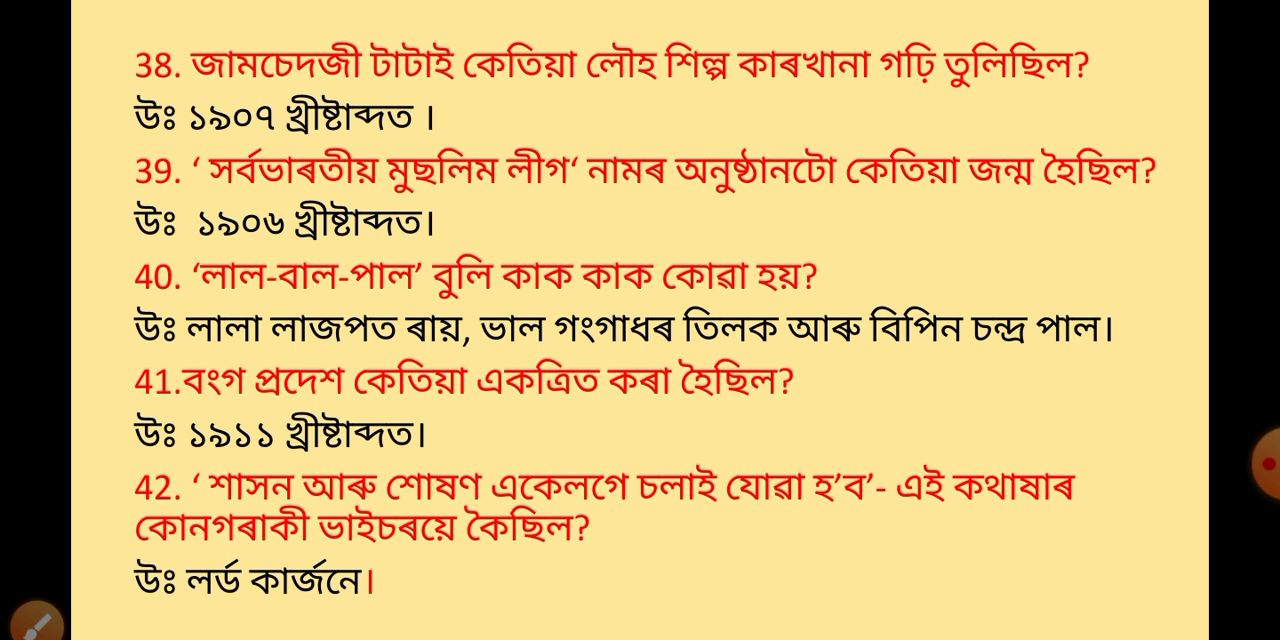 38. জামচেদজী টাটাই কেতিয়া লৌহ শিল্প কাৰখানা গঢ়ি তুলিছিল?
উঃ ১৯০৭ খ্ৰীষ্টাব্দত ।
39. ‘ সৰ্বভাৰতীয় মুছলিম লীগ‘ নামৰ অনুষ্ঠানটো কেতিয়া জন্ম হৈছিল?
উঃ ১৯০৬ খ্ৰীষ্টাব্দত।
40. ‘লাল-বাল-পাল’ বুলি কাক কাক কোৱা হয়?
উঃ লালা লাজপত ৰায়, ভাল গংগাধৰ তিলক আৰু বিপিন চন্দ্ৰ পাল।
41.বংগ প্ৰদেশ কেতিয়া একত্ৰিত কৰা হৈছিল?
উঃ ১৯১১ খ্ৰীষ্টাব্দত।
42. ‘ শাসন আৰু শোষণ একেলগে চলাই যোৱা হ’ব’- এই কথাষাৰ
কোনগৰাকী ভাইচৰয়ে কৈছিল?
উঃ লৰ্ড কাৰ্জনে।